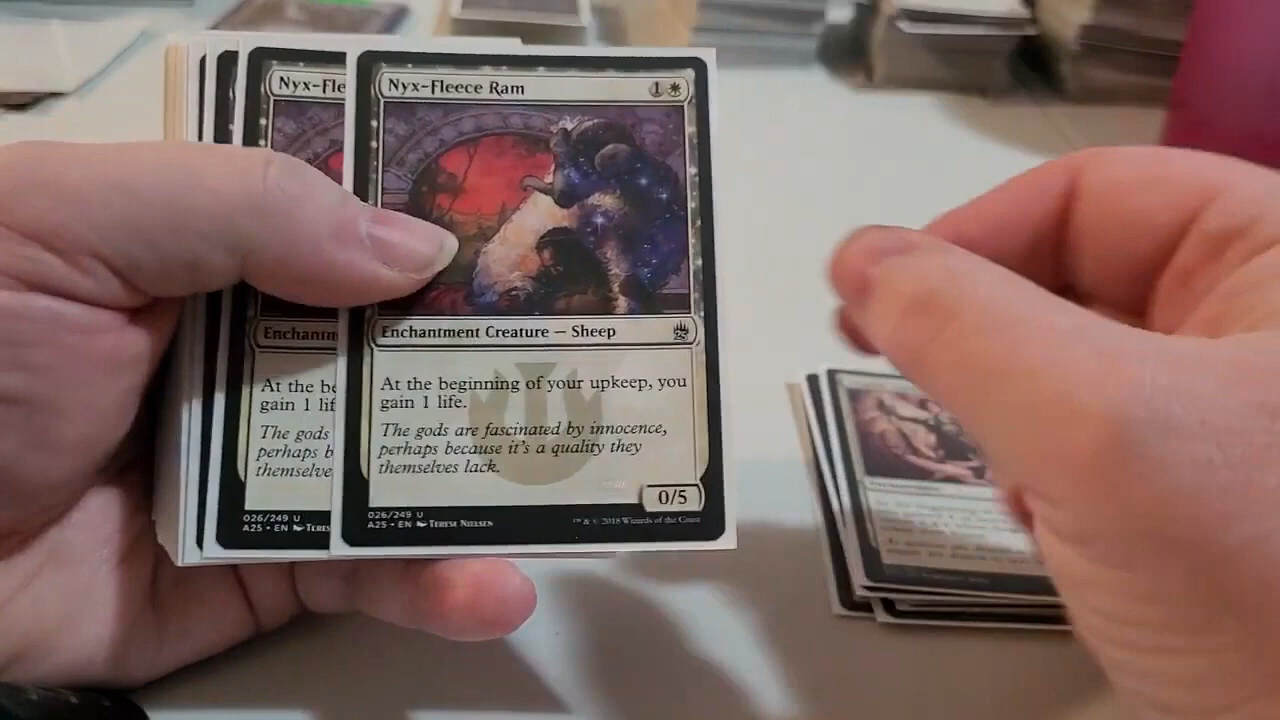 Nyx-Fle
Enchantm
At the be
gain 1 lif
The gods
perhaps b
themselve
026/249 U
A25 • EN TERES
Nyx-Fleece Ram
1
Enchantment Creature — Sheep
25
At the beginning of your upkeep, you
gain 1 life.
The gods are fascinated by innocence,
perhaps because it's a quality they
themselves lack.
0/5
026/249 U
A25 • EN TERESE NIELSEN
™ & © 2018 Wizards of the Coast